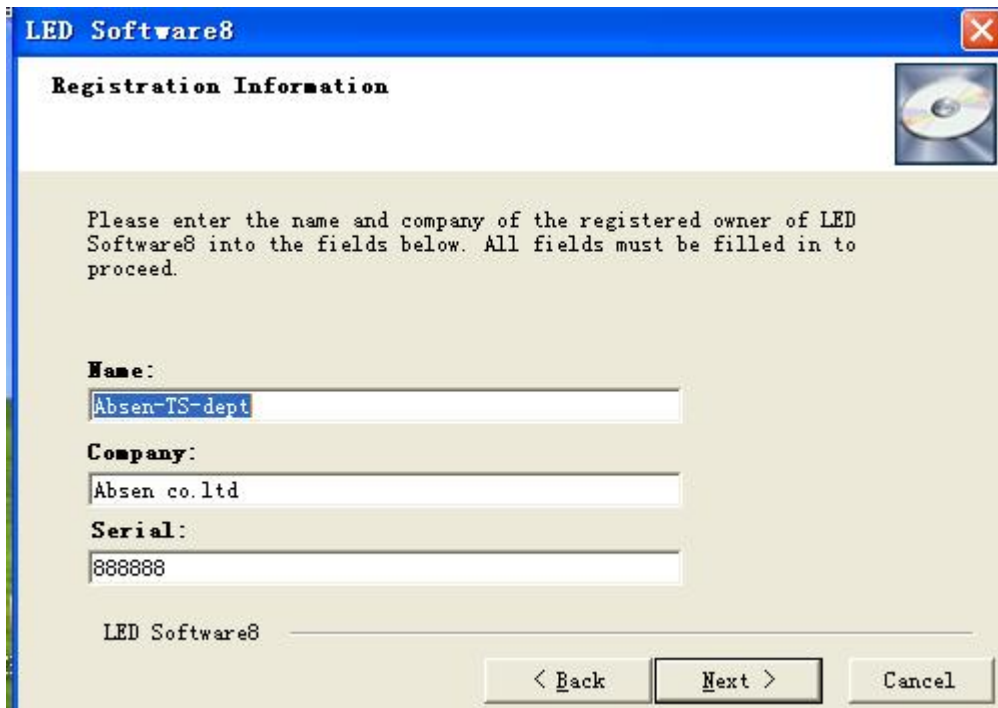 LED Software8
Registration Information
Please enter the name and company of the registered owner of LED
Software8 into the fields below. All fields must be filled in to
proceed.
Name:
Absen-TS-dept
Company:
Absen co.ltd
Serial:
888888
LED Software8
< Back
Next >
Cancel